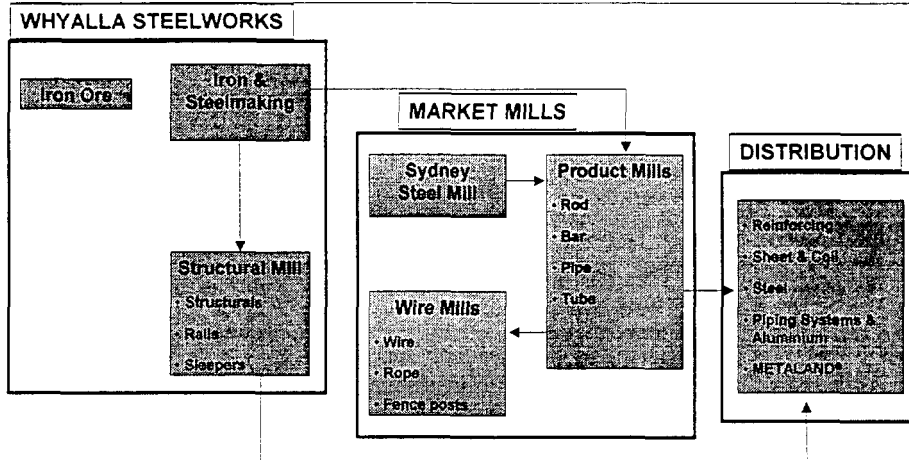 WHYALLA STEELWORKS
Iron Ore
Iron &
Steelmaking
Structural Mill
• Structurals
• Rails
• Sleepers
MARKET MILLS
Sydney
Steel Mill
Product Mills
• Rod
• Bar
• Pipe
• Tube
Wire Mills
• Wire
• Rope
• Fence posts
DISTRIBUTION
• Reinforcing
• Sheet & Coil
• Steel
• Piping Systems &
Aluminium
• METALAND®